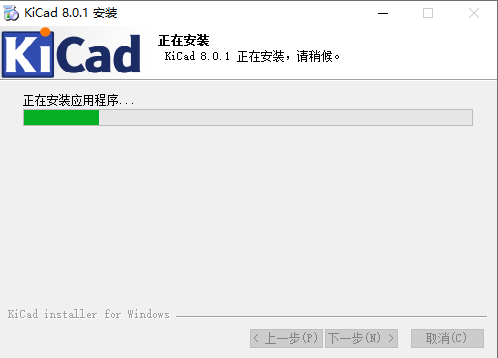 KiCad 8.0.1 安装
KiCad
正在安装
KiCad 8.0.1 正在安装，请稍候。
正在安装应用程序...
KiCad installer for Windows
< 上一步(P)
下一步(N) >
取消(C)